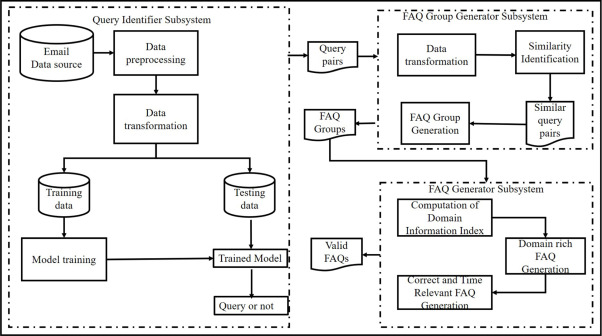 Query Identifier Subsystem
Email
Data source
Data
preprocessing
Data
transformation
Training
data
Testing
data
Model training
Trained Model
Query or not
Query
pairs
FAQ Group Generator Subsystem
Data
transformation
Similarity
Identification
Similar
query
pairs
FAQ Group
Generation
FAQ
Groups
FAQ Generator Subsystem
Computation of
Domain
Information Index
Domain rich
FAQ
Generation
Correct and Time
Relevant FAQ
Generation
Valid
FAQs